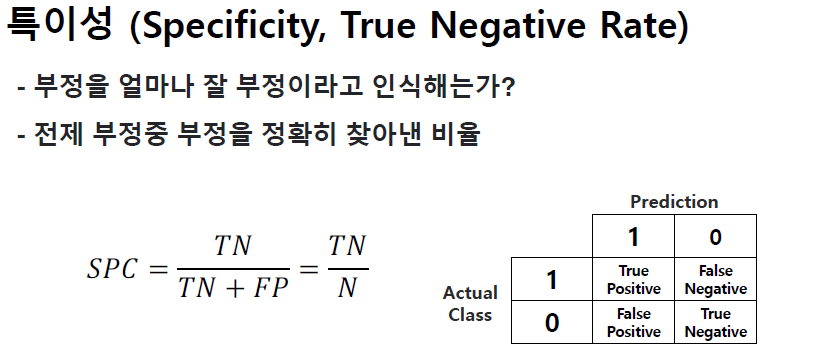 특이성 (Specificity, True Negative Rate)
- 부정을 얼마나 잘 부정이라고 인식해는가?
- 전제 부정중 부정을 정확히 찾아낸 비율
SPC = TN / (TN + FP) = TN / N
Prediction
1 0
Actual Class
1 True Positive False Negative
0 False Positive True Negative